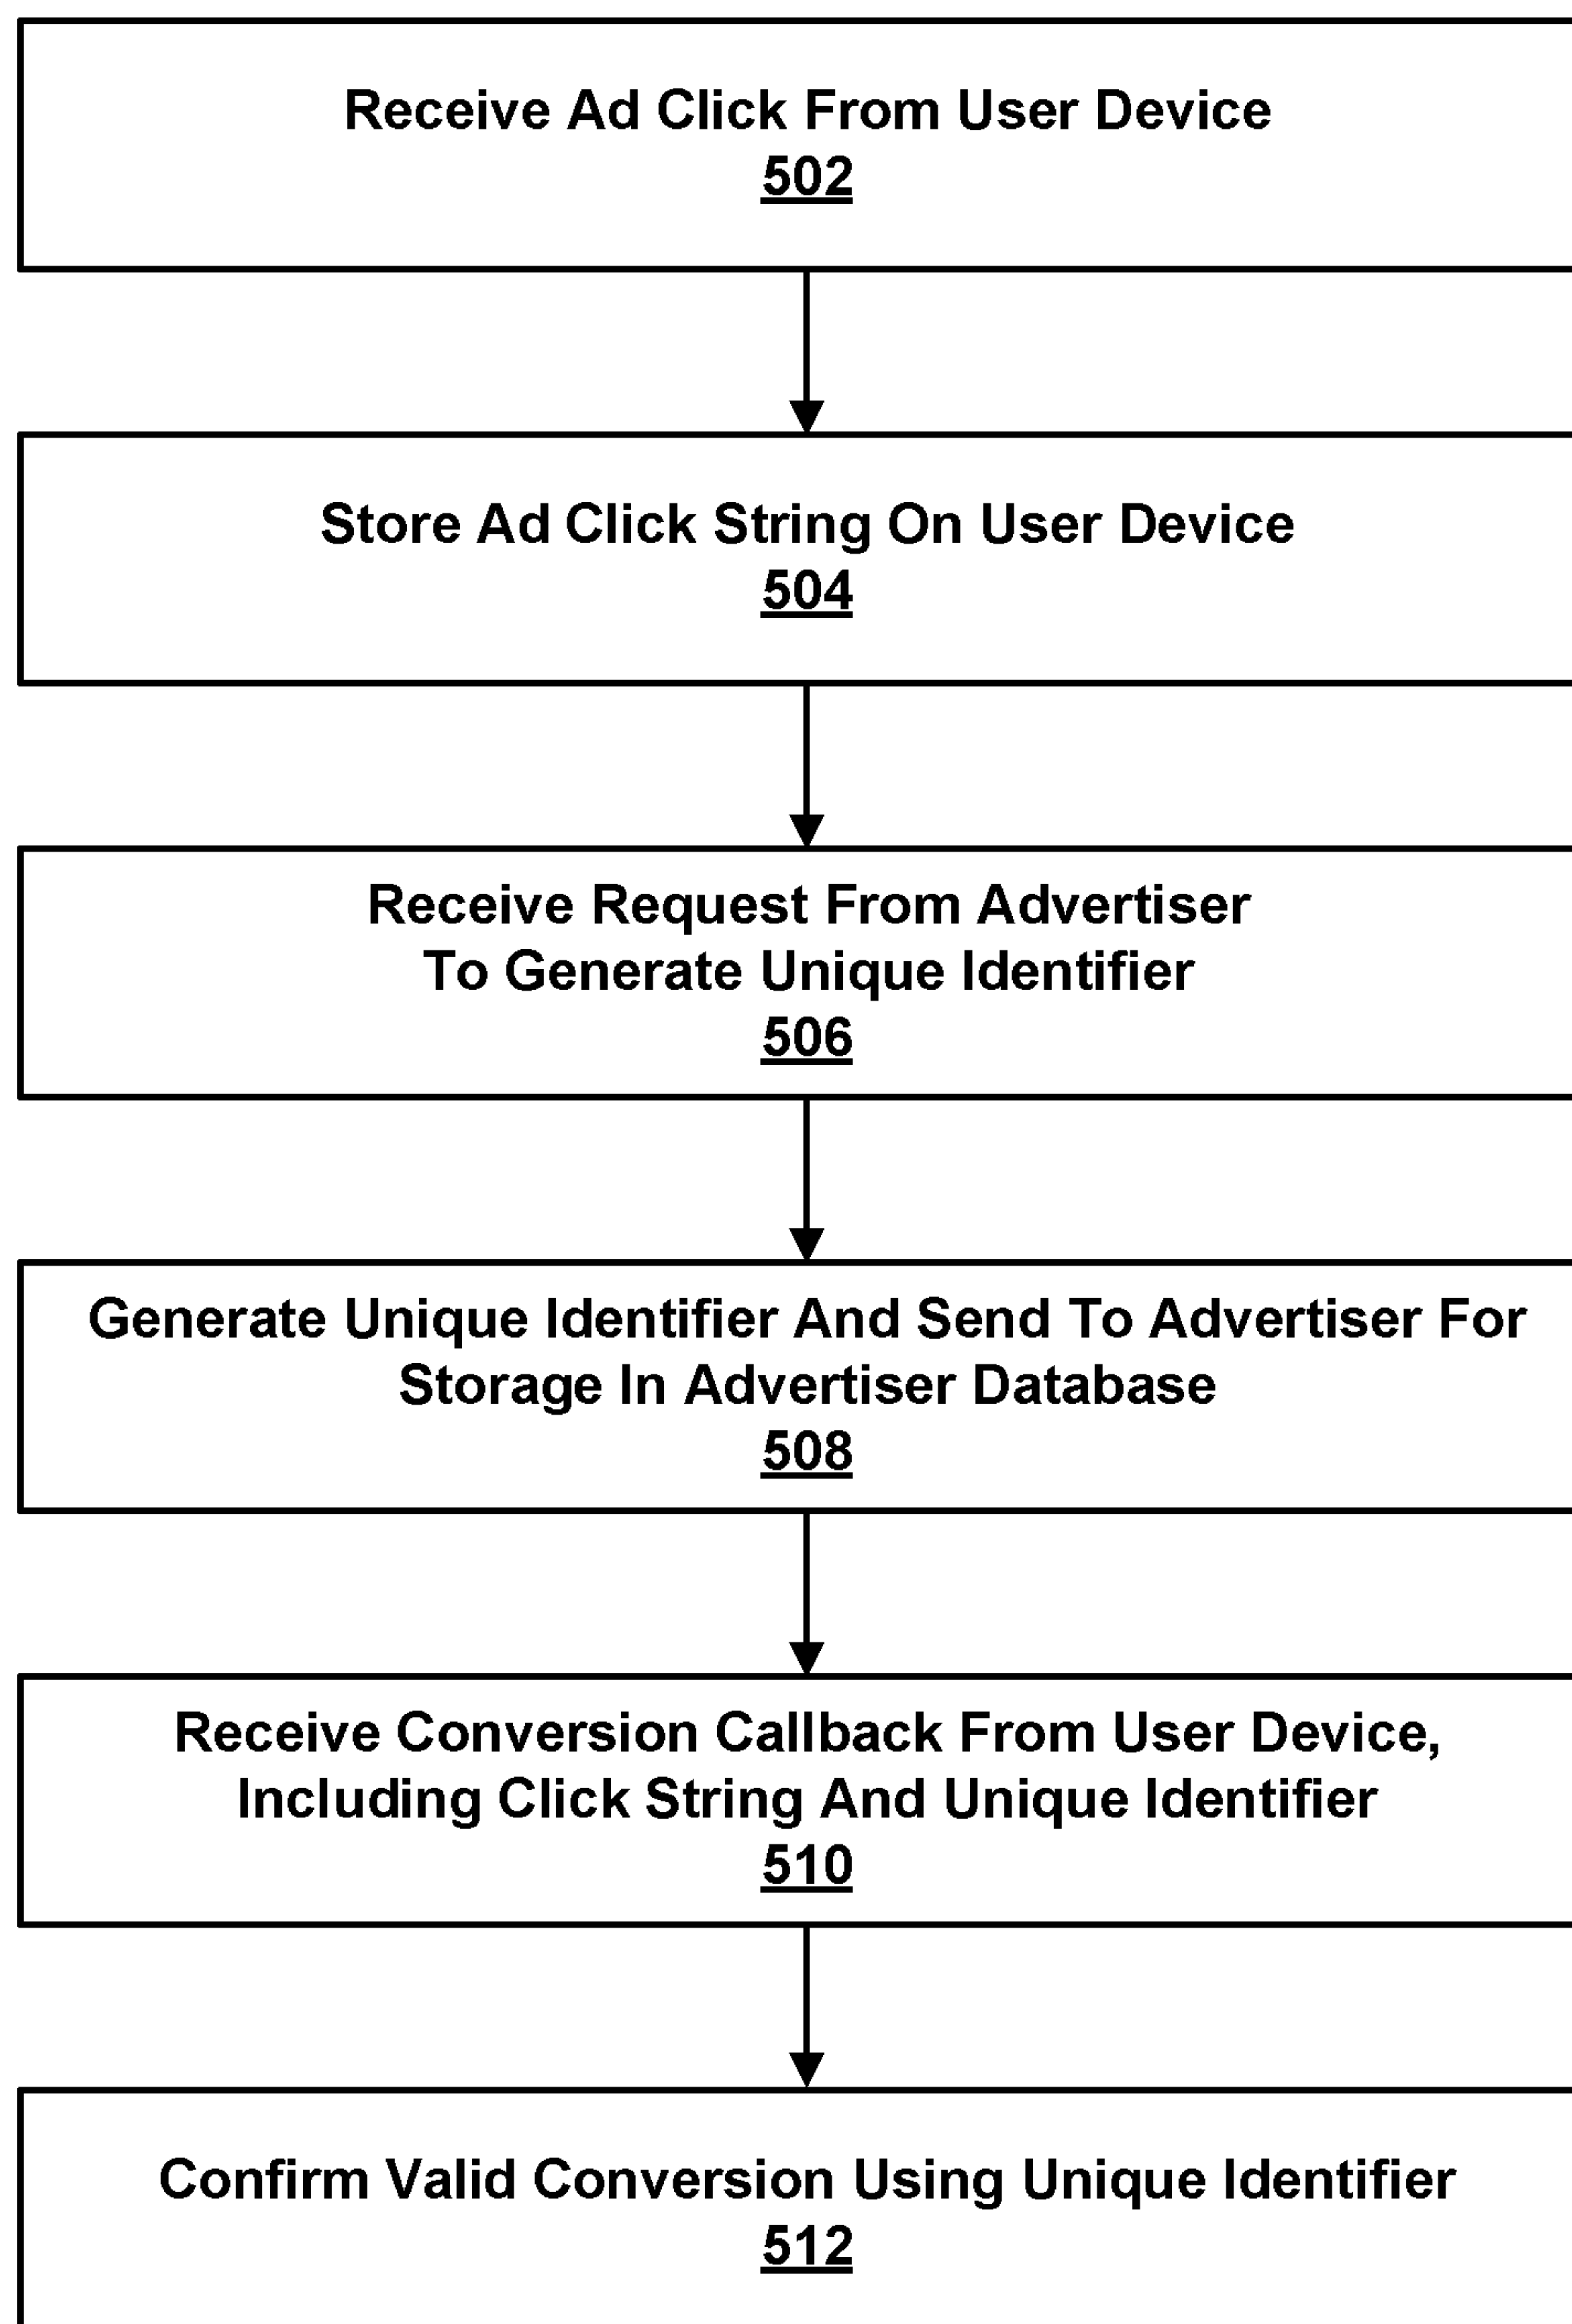 Receive Ad Click From User Device
502
Store Ad Click String On User Device
504
Receive Request From Advertiser
To Generate Unique Identifier
506
Generate Unique Identifier And Send To Advertiser For
Storage In Advertiser Database
508
Receive Conversion Callback From User Device,
Including Click String And Unique Identifier
510
Confirm Valid Conversion Using Unique Identifier
512